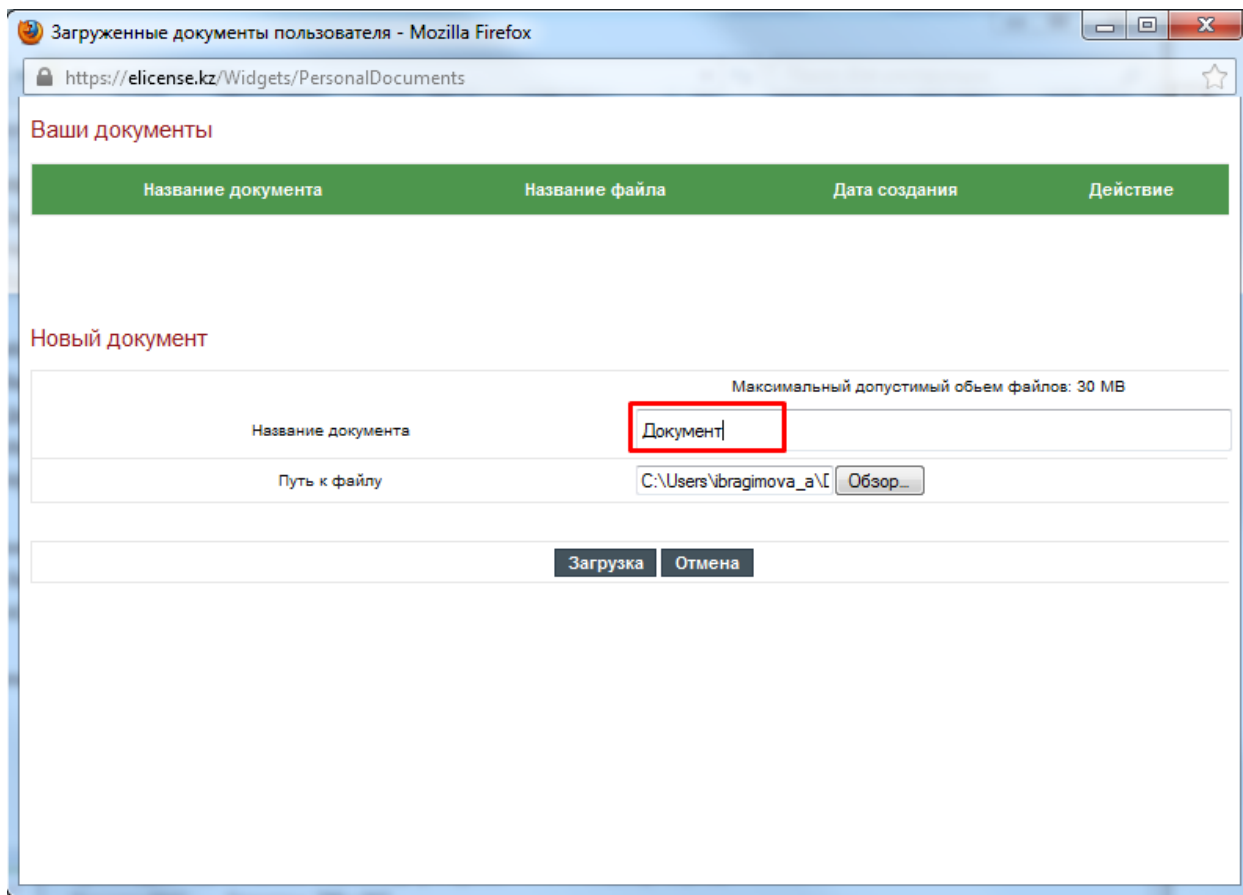 Загруженные документы пользователя - Mozilla Firefox
https://elicense.kz/Widgets/PersonalDocuments
Ваши документы
Название документа Название файла Дата создания Действие
Новый документ
Максимальный допустимый обьем файлов: 30 MB
Название документа Документ
Путь к файлу C:\Users\ibragimova_a\ Обзор...
Загрузка Отмена